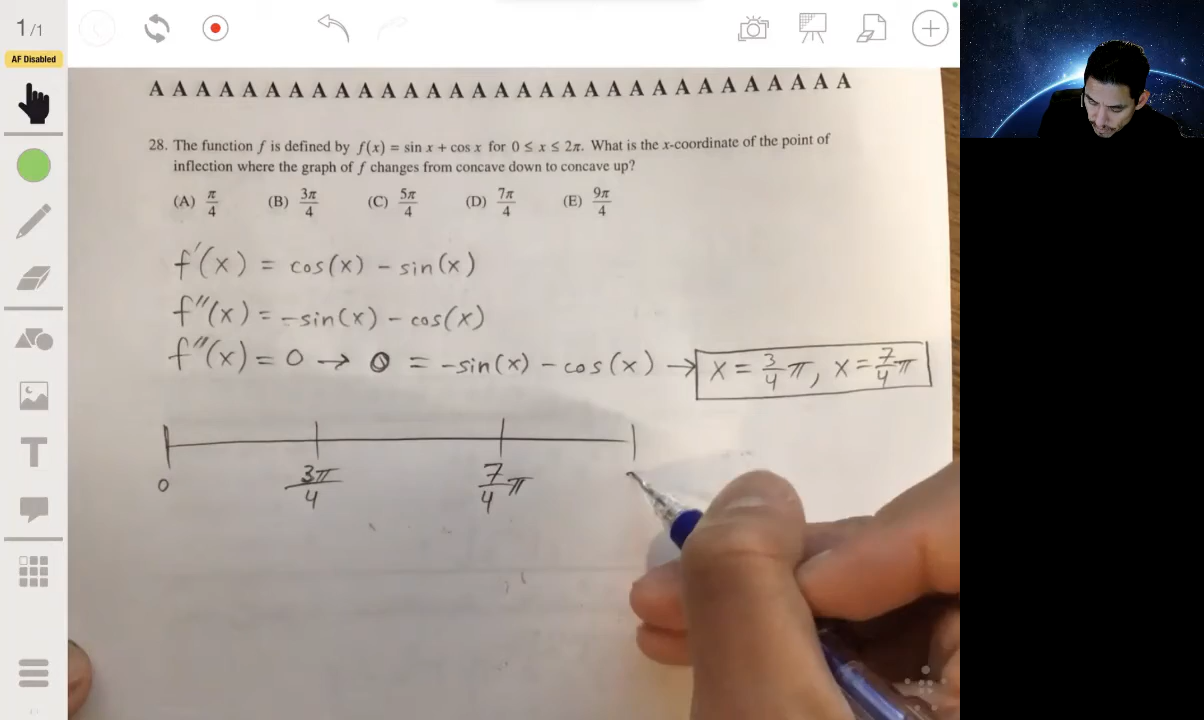 1/1
AF Disabled
A A A A A A A A A A A A A A A A A A A A A A A A A A A A A A A
28. The function f is defined by f(x) = sin x + cos x for 0 ≤ x ≤ 2π. What is the x-coordinate of the point of
inflection where the graph of f changes from concave down to concave up?
(A) π/4 (B) 3π/4 (C) 5π/4 (D) 7π/4 (E) 9π/4
f'(x) = cos(x) - sin(x)
f''(x) = -sin(x) - cos(x)
f''(x) = 0 → 0 = -sin(x) - cos(x) → x = 3/4 π, x = 7/4 π
0 3π/4 7/4 π
T